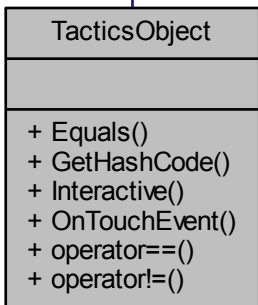 TacticsObject
+ Equals()
+ GetHashCode()
+ Interactive()
+ OnTouchEvent()
+ operator==()
+ operator!=()